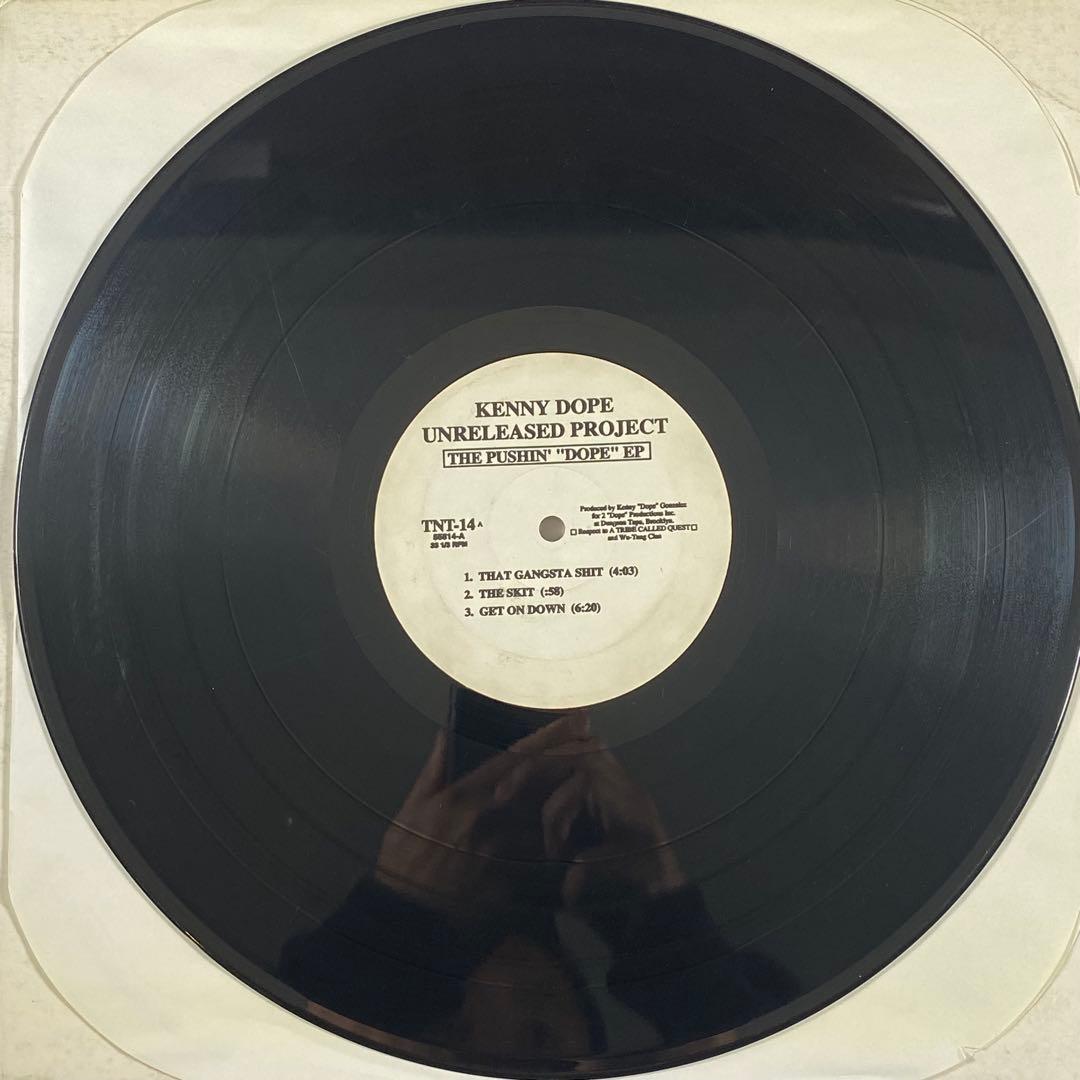 KENNY DOPE
UNRELEASED PROJECT
THE PUSHIN' "DOPE" EP
TNT-14 A
55814-A
33 1/3 RPM
Produced by Kenny "Dope" Gonzalez
for 2 "Dope" Productions Inc.
at Dungeon Tape, Brooklyn.
Respect to A TRIBE CALLED QUEST
and Wu-Tang Clan
1. THAT GANGSTA SHIT (4:03)
2. THE SKIT (:58)
3. GET ON DOWN (6:20)